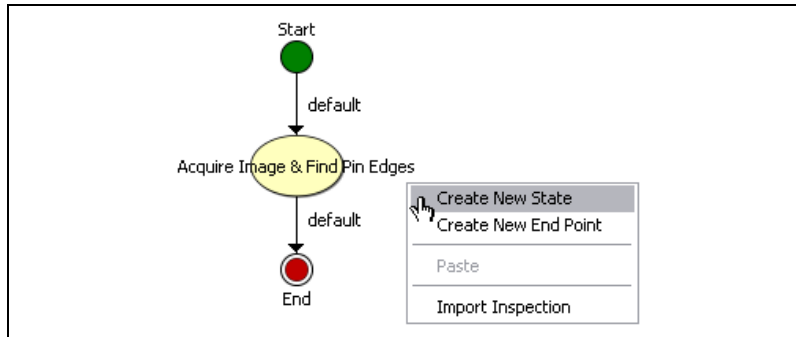 Start
default
Acquire Image & Find Pin Edges
default
End
Create New State
Create New End Point
Paste
Import Inspection